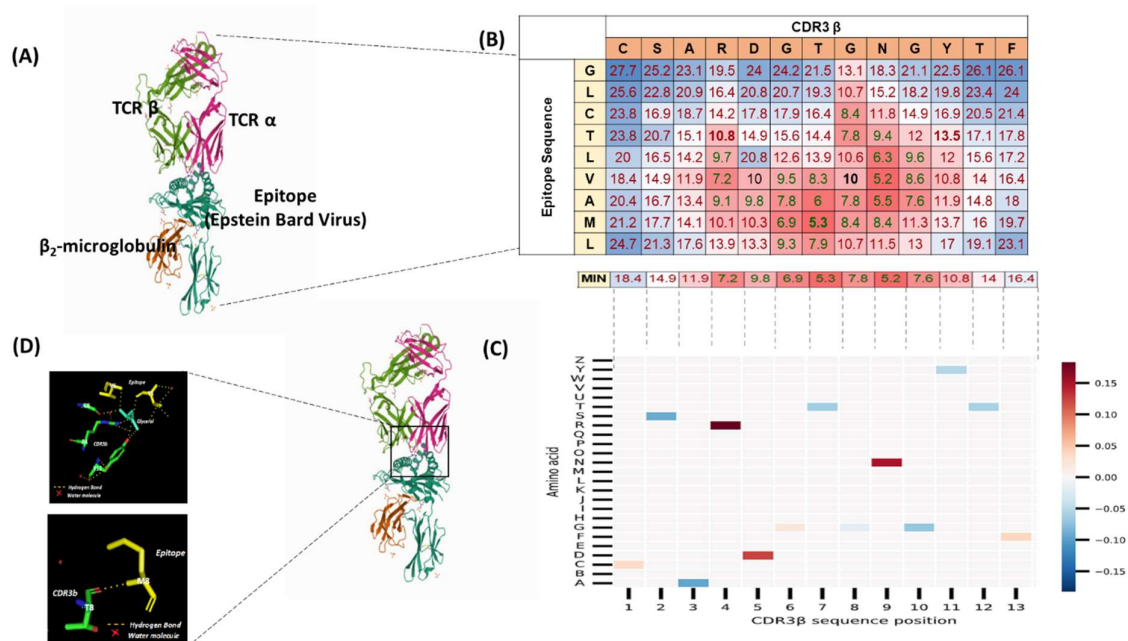 (A)
TCR β
TCR α
Epitope
(Epstein Bard Virus)
β2-microglobulin
(B)
CDR3 β
C S A R D G T G N G Y T F
Epitope Sequence
G 27.7 25.2 23.1 19.5 24 24.2 21.5 13.1 18.3 21.1 22.5 26.1 26.1
L 25.6 22.8 20.9 16.4 20.8 20.7 19.3 10.7 15.2 18.2 19.8 23.4 24
C 23.8 16.9 18.7 14.2 17.8 17.9 16.4 8.4 11.8 14.9 16.9 20.5 21.4
T 23.8 20.7 15.1 10.8 14.9 15.6 14.4 7.8 9.4 12 13.5 17.1 17.8
L 20 16.5 14.2 9.7 20.8 12.6 13.9 10.6 6.3 9.6 12 15.6 17.2
V 18.4 14.9 11.9 7.2 10 9.5 8.3 10 5.2 8.6 10.8 14 16.4
A 20.4 16.7 13.4 9.1 9.8 7.8 6 7.8 5.5 7.6 11.9 14.8 18
M 21.2 17.7 14.1 10.1 10.3 6.9 5.3 8.4 8.4 11.3 13.7 16 19.7
L 24.7 21.3 17.6 13.9 13.3 9.3 7.9 10.7 11.5 13 17 19.1 23.1
MIN 18.4 14.9 11.9 7.2 9.8 6.9 5.3 7.8 5.2 7.6 10.8 14 16.4
(C)
Amino acid
Z
Y
W
V
U
T
S
R
Q
P
O
N
M
L
K
J
I
H
G
F
E
D
C
B
A
1 2 3 4 5 6 7 8 9 10 11 12 13
CDR3β sequence position
0.15
0.10
0.05
0.00
−0.05
−0.10
−0.15
(D)
Epitope
Glycerol
CDR3b
Hydrogen Bond
Water molecule
Epitope
M8
CDR3b
T8
Hydrogen Bond
Water molecule